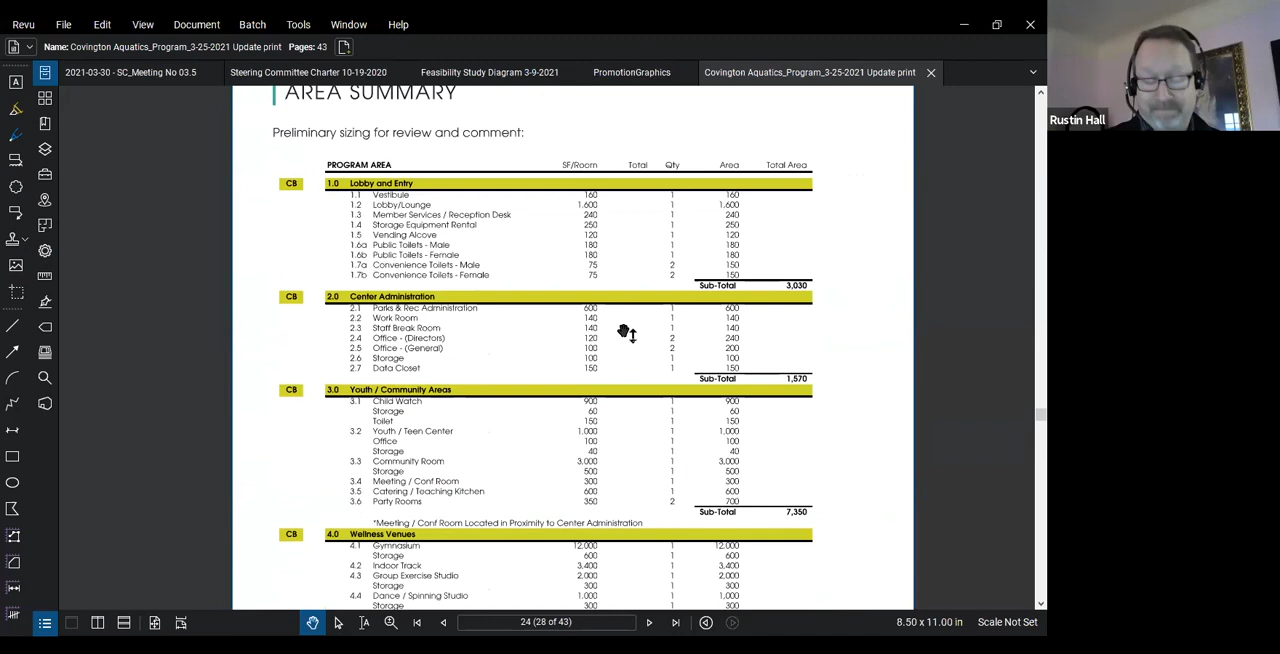 Revu File Edit View Document Batch Tools Window Help
Name: Covington Aquatics_Program_3-25-2021 Update print Pages: 43
2021-03-30 - SC_Meeting No 03.5 Steering Committee Charter 10-19-2020 Feasibility Study Diagram 3-9-2021 PromotionGraphics Covington Aquatics_Program_3-25-2021 Update print
AREA SUMMARY
Rustin Hall
Preliminary sizing for review and comment:
PROGRAM AREA SF/Room Total Qty Area Total Area
CB 1.0 Lobby and Entry
1.1 Vestibule 160 1 160
1.2 Lobby/Lounge 1,600 1 1,600
1.3 Member Services / Reception Desk 240 1 240
1.4 Storage Equipment Rental 250 1 250
1.5 Vending Alcove 120 1 120
1.6a Public Toilets - Male 180 1 180
1.6b Public Toilets - Female 180 1 180
1.7a Convenience Toilets - Male 75 2 150
1.7b Convenience Toilets - Female 75 2 150
Sub-Total 3,030
CB 2.0 Center Administration
2.1 Parks & Rec Administration 600 1 600
2.2 Work Room 140 1 140
2.3 Staff Break Room 140 1 140
2.4 Office - (Directors) 120 2 240
2.5 Office - (General) 100 2 200
2.6 Storage 100 1 100
2.7 Data Closet 150 1 150
Sub-Total 1,570
CB 3.0 Youth / Community Areas
3.1 Child Watch 900 1 900
Storage 60 1 60
Toilet 150 1 150
3.2 Youth / Teen Center 1,000 1 1,000
Office 100 1 100
Storage 40 1 40
3.3 Community Room 3,000 1 3,000
Storage 500 1 500
3.4 Meeting / Conf Room 300 1 300
3.5 Catering / Teaching Kitchen 600 1 600
3.6 Party Rooms 350 2 700
Sub-Total 7,350
*Meeting / Conf Room Located in Proximity to Center Administration
CB 4.0 Wellness Venues
4.1 Gymnasium 12,000 1 12,000
Storage 600 1 600
4.2 Indoor Track 3,400 1 3,400
4.3 Group Exercise Studio 2,000 1 2,000
Storage 300 1 300
4.4 Dance / Spinning Studio 1,000 1 1,000
Storage 300 1 300
24 (28 of 43) 8.50 x 11.00 in Scale Not Set